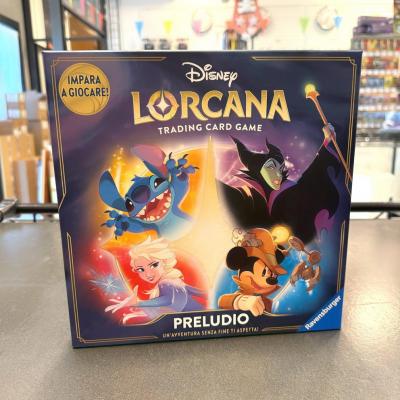 IMPARA
A GIOCARE!
Disney
LORCANA
TRADING CARD GAME
PRELUDIO
UN'AVVENTURA SENZA FINE TI ASPETTA!
Ravensburger